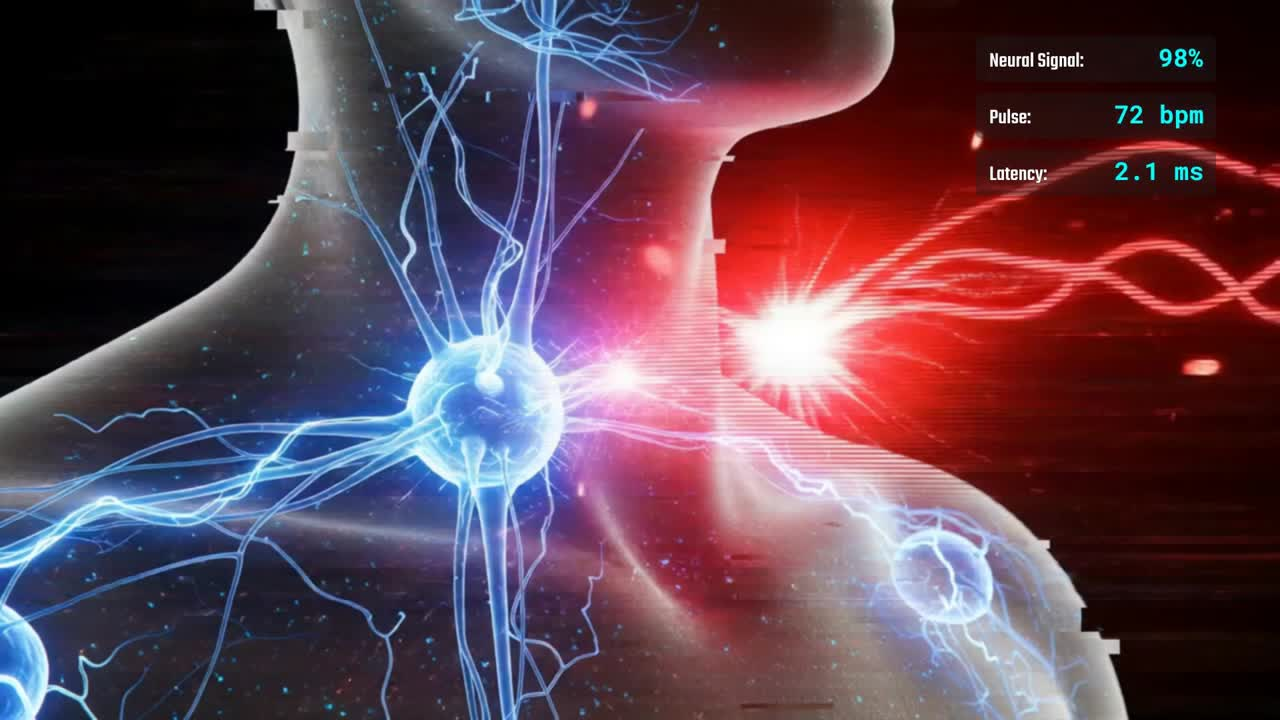 Neural Signal: 98%
Pulse: 72 bpm
Latency: 2.1 ms